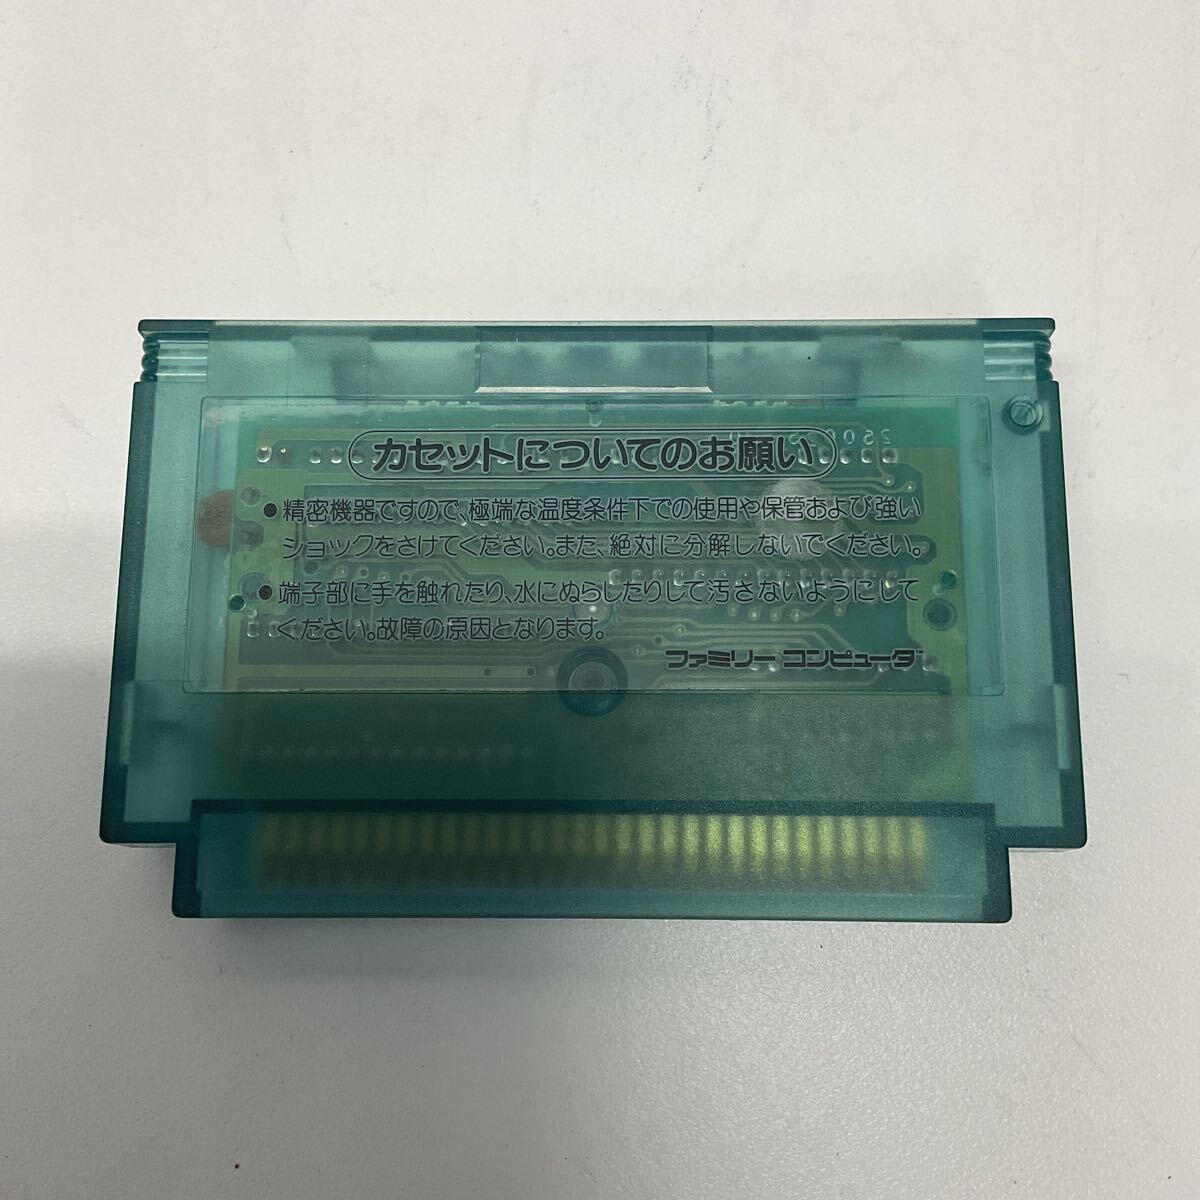 カセットについてのお願い
●精密機器ですので、極端な温度条件下での使用や保管および強い
ショックをさけてください。また、絶対に分解しないでください。
●端子部に手を触れたり、水にぬらしたりして汚さないようにして
ください。故障の原因となります。
ファミリー コンピュータ™